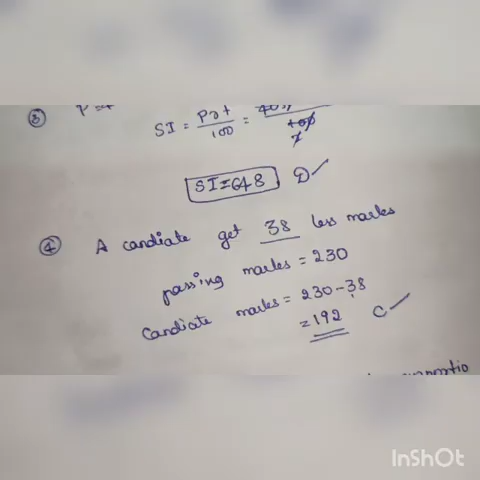 ③
SI = Prt/100 =
SI = 648 D ✓
④ A candiate get 38 less marks
passing marks = 230
Candiate marks = 230 - 38
= 192 C ✓
InShOt